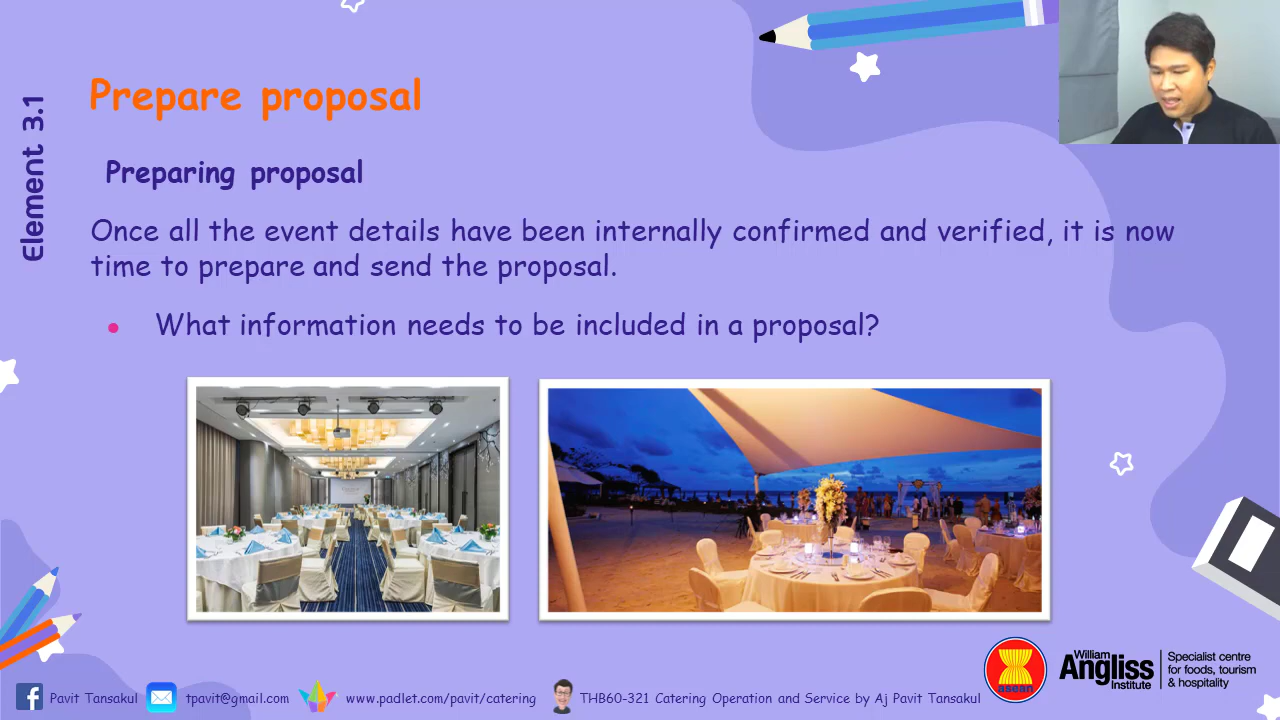 Element 3.1
Prepare proposal
Preparing proposal
Once all the event details have been internally confirmed and verified, it is now
time to prepare and send the proposal.
What information needs to be included in a proposal?
Pavit Tansakul
tpavit@gmail.com
www.padlet.com/pavit/catering
THB60-321 Catering Operation and Service by Aj Pavit Tansakul
asean
William
Angliss
Institute
Specialist centre
for foods, tourism
& hospitality